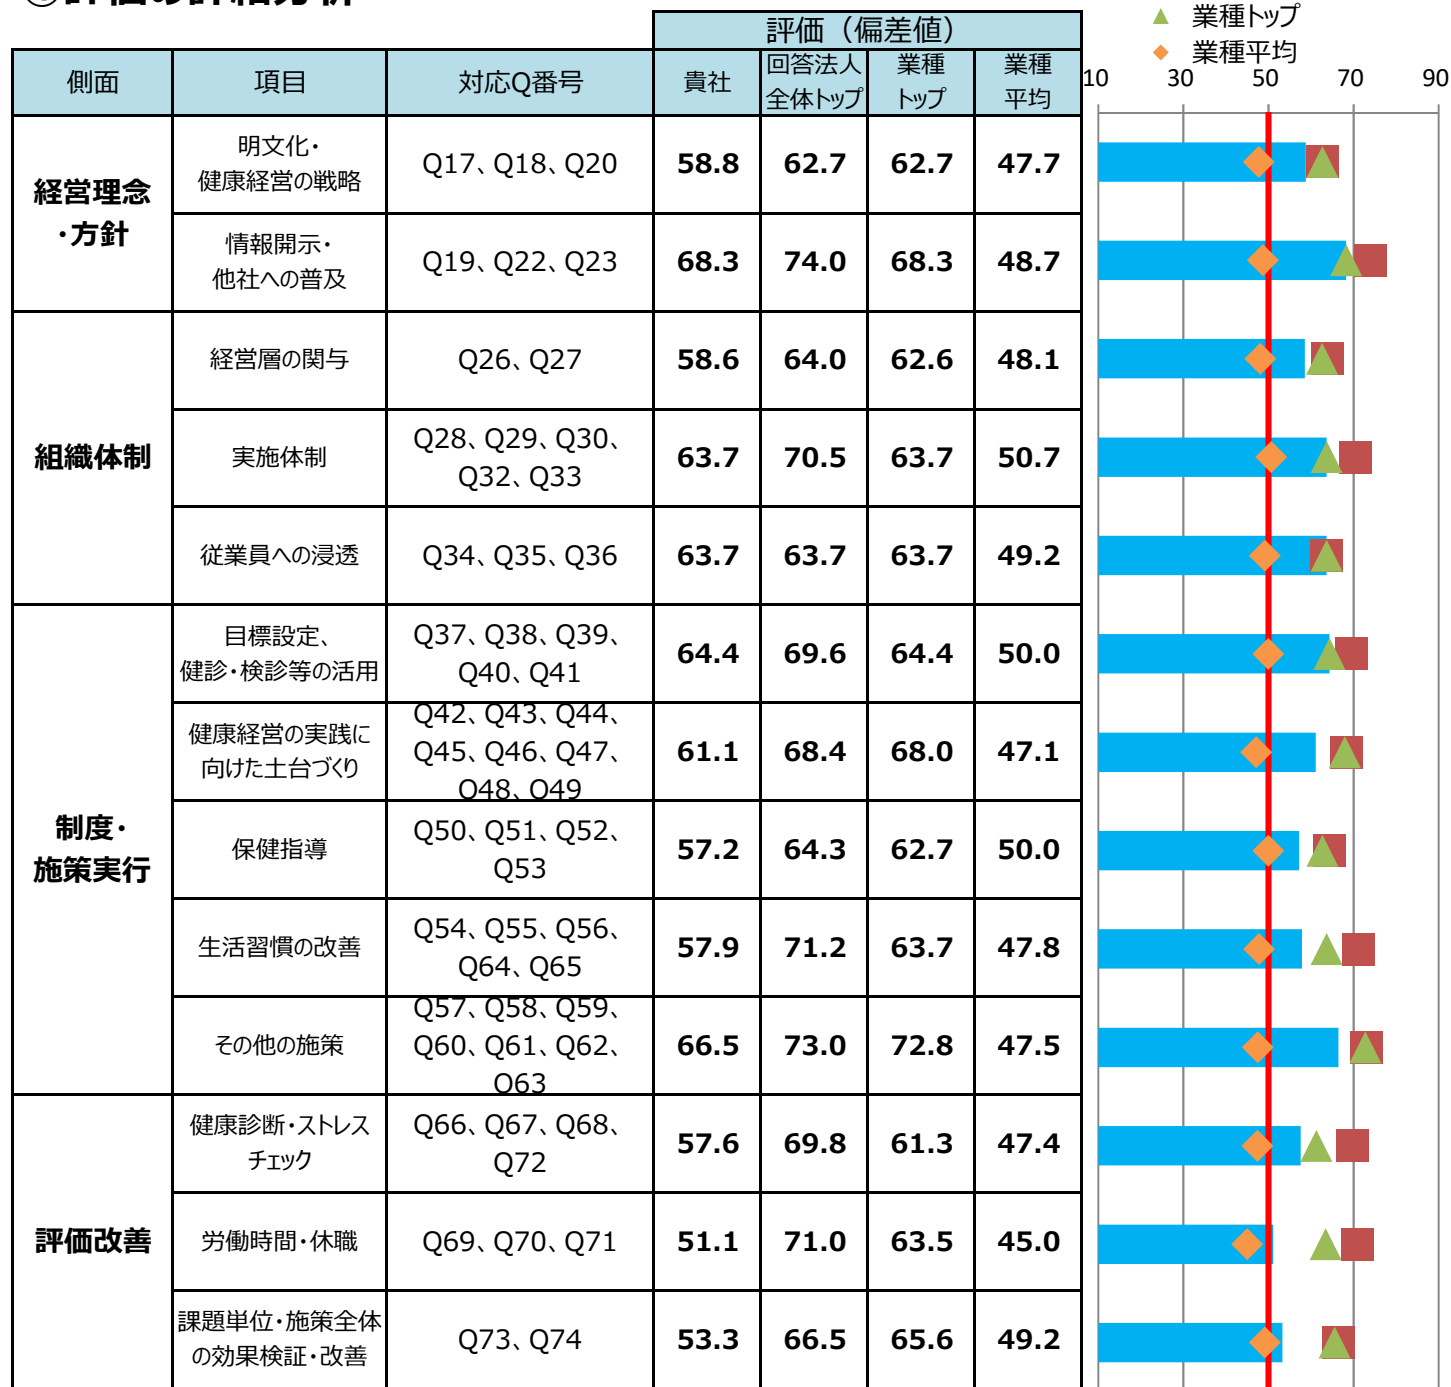 ①評価の詳細分析
▲ 業種トップ
◆ 業種平均
10 30 50 70 90
評価（偏差値）
側面 項目 対応Q番号 貴社 回答法人 業種 業種
全体トップ トップ 平均
経営理念
・方針
明文化・
健康経営の戦略
Q17、Q18、Q20 58.8 62.7 62.7 47.7
情報開示・
他社への普及
Q19、Q22、Q23 68.3 74.0 68.3 48.7
組織体制
経営層の関与 Q26、Q27 58.6 64.0 62.6 48.1
実施体制
Q28、Q29、Q30、
Q32、Q33
63.7 70.5 63.7 50.7
従業員への浸透 Q34、Q35、Q36 63.7 63.7 63.7 49.2
制度・
施策実行
目標設定、
健診・検診等の活用
Q37、Q38、Q39、
Q40、Q41
64.4 69.6 64.4 50.0
健康経営の実践に
向けた土台づくり
Q42、Q43、Q44、
Q45、Q46、Q47、
Q48、Q49
61.1 68.4 68.0 47.1
保健指導
Q50、Q51、Q52、
Q53
57.2 64.3 62.7 50.0
生活習慣の改善
Q54、Q55、Q56、
Q64、Q65
57.9 71.2 63.7 47.8
その他の施策
Q57、Q58、Q59、
Q60、Q61、Q62、
Q63
66.5 73.0 72.8 47.5
評価改善
健康診断・ストレス
チェック
Q66、Q67、Q68、
Q72
57.6 69.8 61.3 47.4
労働時間・休職 Q69、Q70、Q71 51.1 71.0 63.5 45.0
課題単位・施策全体
の効果検証・改善
Q73、Q74 53.3 66.5 65.6 49.2